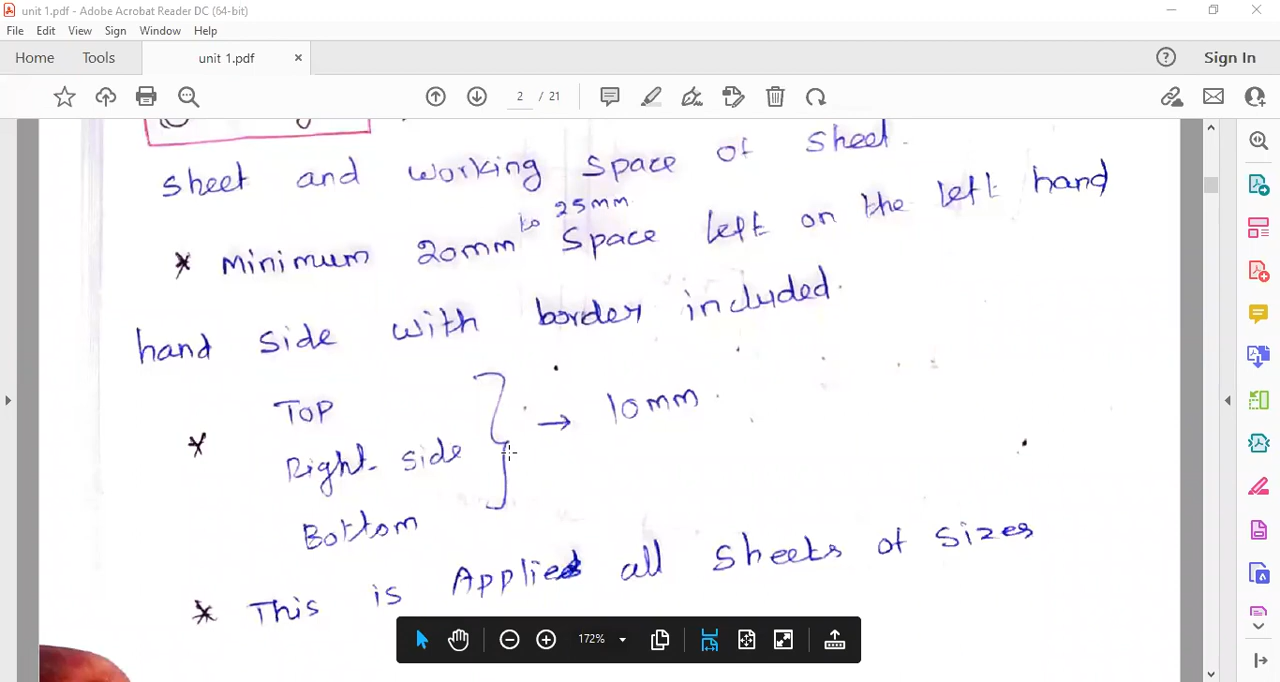 unit 1.pdf - Adobe Acrobat Reader DC (64-bit)
File Edit View Sign Window Help
Home Tools unit 1.pdf × ? Sign In
2 / 21
sheet and working space of sheet.
to 25mm
* Minimum 20mm space left on the left hand
hand side with border included.
Top
* Right side → 10mm
Bottom
* This is Applied all sheets of sizes
172%